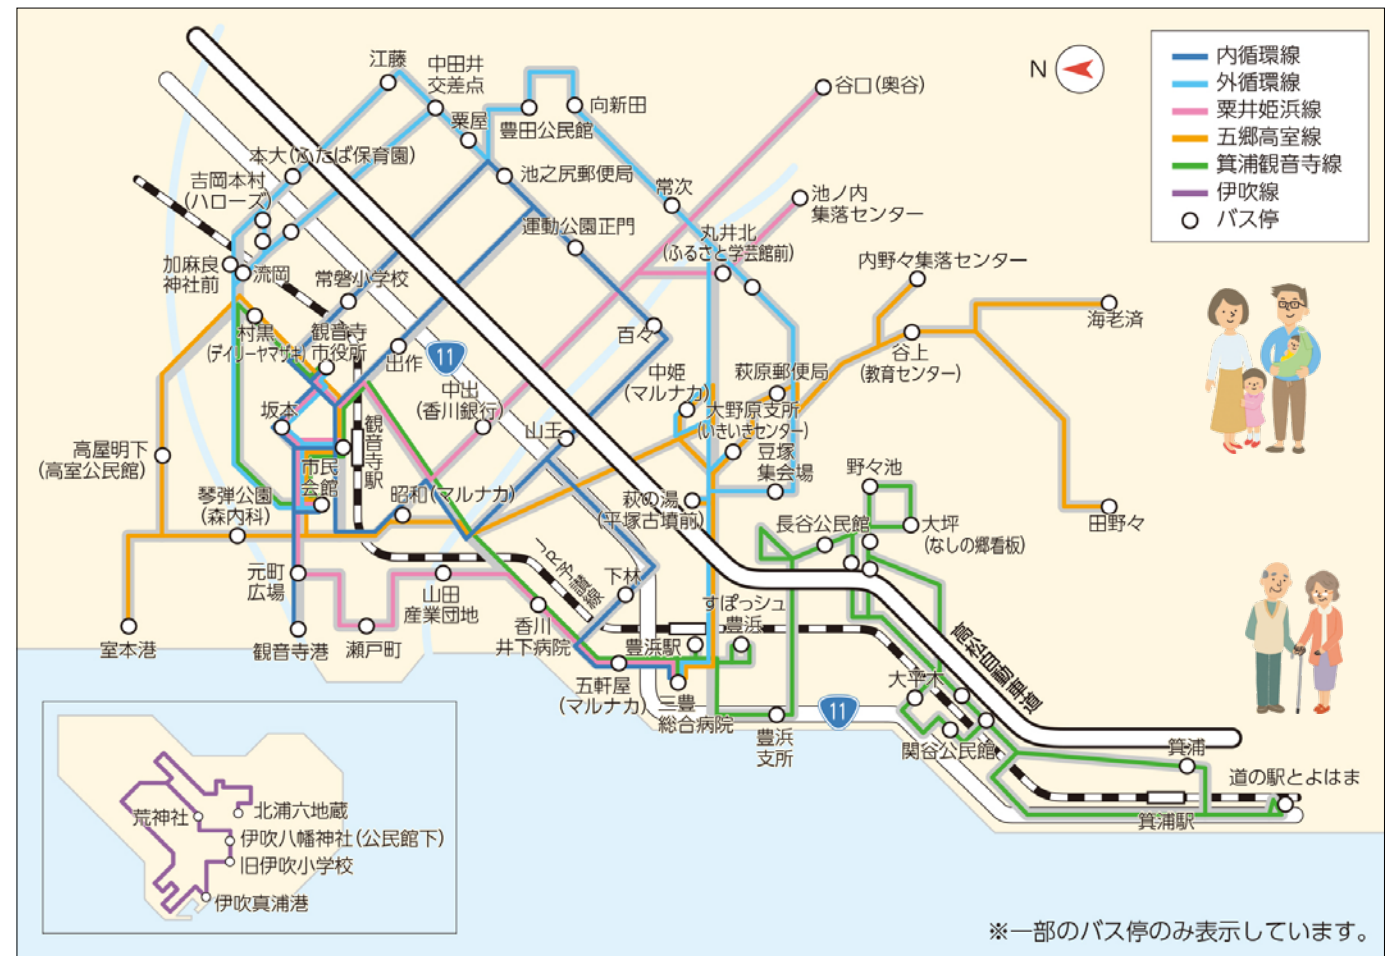 江藤
中田井
交差点
粟屋
豊田公民館
向新田
谷口(奥谷)
N
内循環線
外循環線
粟井姫浜線
五郷高室線
箕浦観音寺線
伊吹線
バス停
本大(ふたば保育園)
吉岡本村
(ハローズ)
池之尻郵便局
常次
池ノ内
集落センター
運動公園正門
丸井北
(ふるさと学芸館前)
加麻良
神社前
流岡
常磐小学校
内野々集落センター
海老済
村黒
(デイリーヤマザキ)
観音寺
市役所
出作
11
百々
谷上
(教育センター)
中姫
(マルナカ)
萩原郵便局
中出
(香川銀行)
大野原支所
(いきいきセンター)
坂本
観音寺駅
山王
高屋明下
(高室公民館)
市民
会館
豆塚
集会場
野々池
琴弾公園
(森内科)
昭和(マルナカ)
萩の湯
(平塚古墳前)
長谷公民館
大坪
(なしの郷看板)
田野々
JR予讃線
元町
広場
山田
産業団地
下林
すぽっシュ
豊浜
香川
井下病院
豊浜駅
室本港
観音寺港
瀬戸町
高松自動車道
五軒屋
(マルナカ)
三豊
総合病院
大平木
11
豊浜
支所
関谷公民館
箕浦
道の駅とよはま
箕浦駅
荒神社
北浦六地蔵
伊吹八幡神社(公民館下)
旧伊吹小学校
伊吹真浦港
※一部のバス停のみ表示しています。